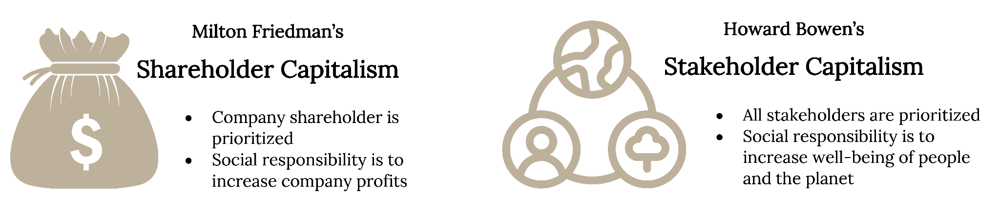 Milton Friedman's
Shareholder Capitalism
• Company shareholder is
prioritized
• Social responsibility is to
increase company profits
$
Howard Bowen's
Stakeholder Capitalism
• All stakeholders are prioritized
• Social responsibility is to
increase well-being of people
and the planet